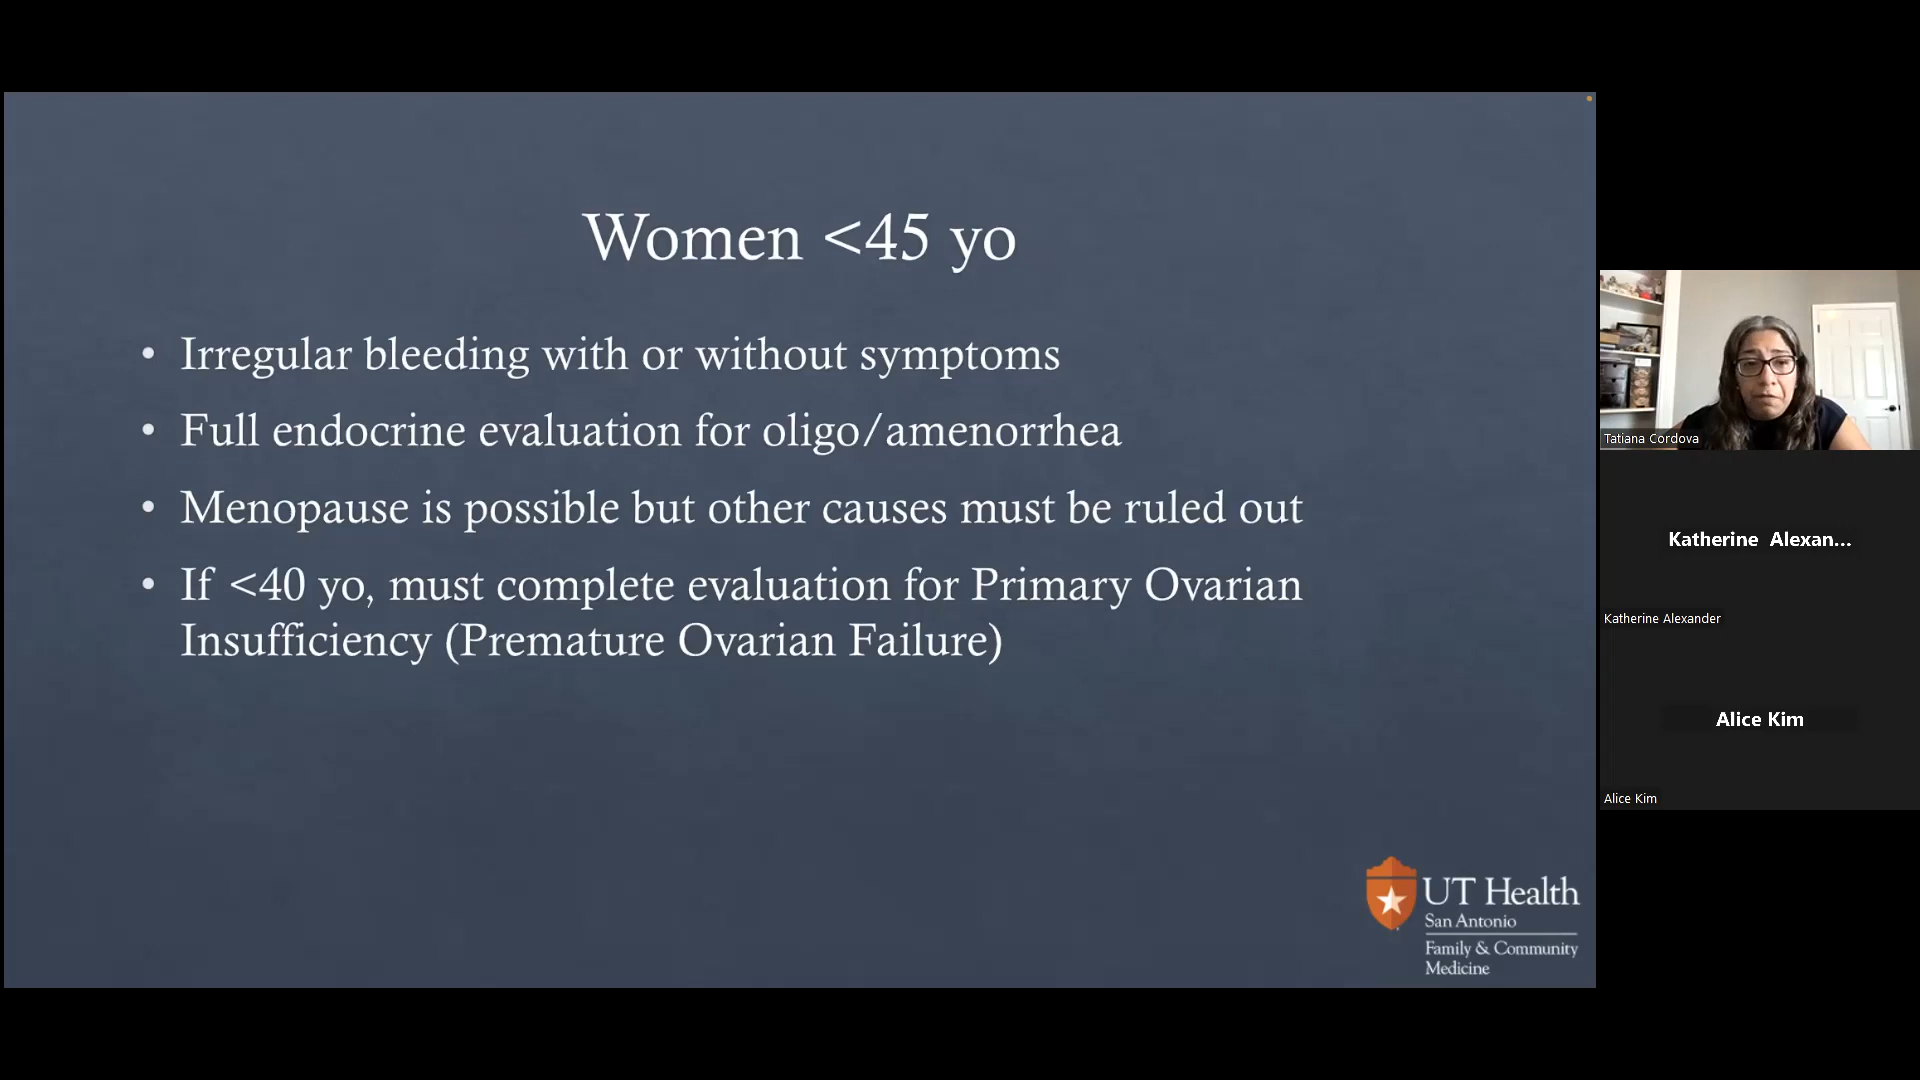 Women <45 yo
• Irregular bleeding with or without symptoms
• Full endocrine evaluation for oligo/amenorrhea
• Menopause is possible but other causes must be ruled out
• If <40 yo, must complete evaluation for Primary Ovarian
Insufficiency (Premature Ovarian Failure)
UT Health
San Antonio
Family & Community
Medicine
Tatiana Cordova
Katherine Alexan...
Katherine Alexander
Alice Kim
Alice Kim